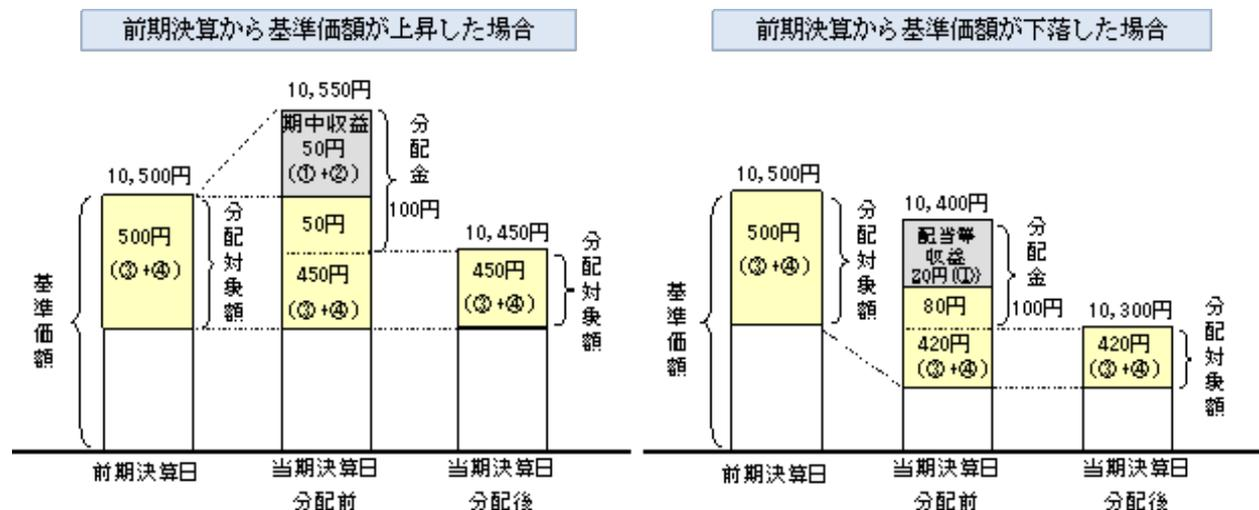 前期決算から基準価額が上昇した場合
10,550円
期中収益
50円
(①+②)
分配金
100円
10,500円
500円
(③+④)
分配対象額
50円
450円
(③+④)
10,450円
450円
(③+④)
分配対象額
基準価額
前期決算日
当期決算日
分配前
当期決算日
分配後
前期決算から基準価額が下落した場合
10,500円
500円
(③+④)
分配対象額
10,400円
配当等
収益
20円(①)
80円
420円
(③+④)
分配金
100円
10,300円
420円
(③+④)
分配対象額
基準価額
前期決算日
当期決算日
分配前
当期決算日
分配後